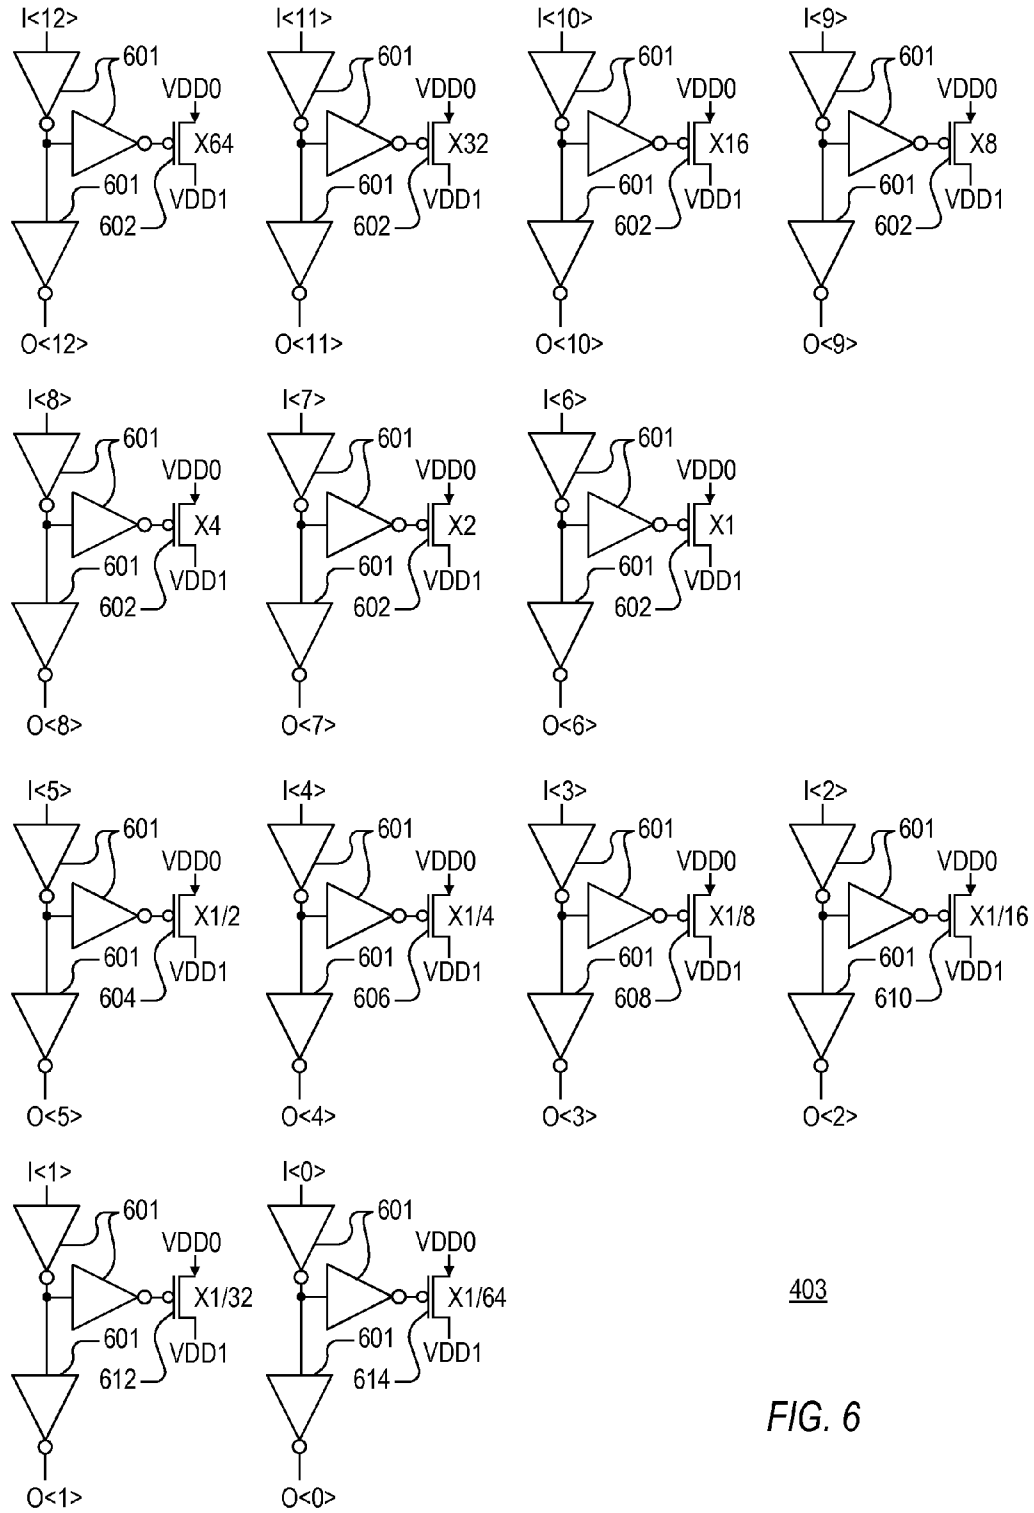 I<12> I<11> I<10> I<9>
601 601 601 601
VDD0 VDD0 VDD0 VDD0
X64 X32 X16 X8
601 601 601 601
VDD1 VDD1 VDD1 VDD1
602 602 602 602
O<12> O<11> O<10> O<9>
I<8> I<7> I<6>
601 601 601
VDD0 VDD0 VDD0
X4 X2 X1
601 601 601
VDD1 VDD1 VDD1
602 602 602
O<8> O<7> O<6>
I<5> I<4> I<3> I<2>
601 601 601 601
VDD0 VDD0 VDD0 VDD0
X1/2 X1/4 X1/8 X1/16
601 601 601 601
VDD1 VDD1 VDD1 VDD1
604 606 608 610
O<5> O<4> O<3> O<2>
I<1> I<0>
601 601
VDD0 VDD0
X1/32 X1/64
403
601 601
VDD1 VDD1
612 614
FIG. 6
O<1> O<0>